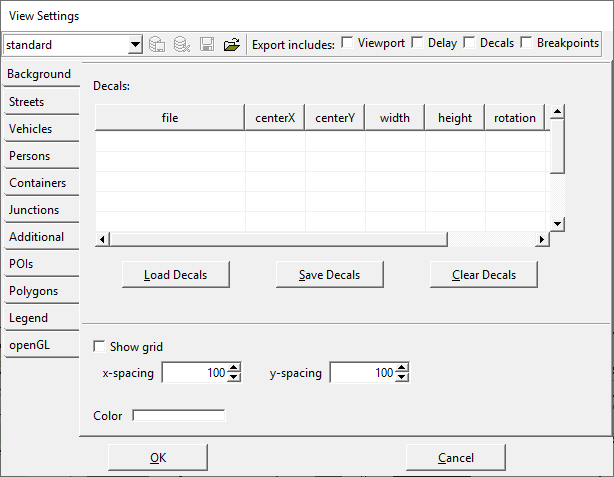 View Settings
standard Export includes: Viewport Delay Decals Breakpoints
Background
Streets
Vehicles
Persons
Containers
Junctions
Additional
POIs
Polygons
Legend
openGL
Decals:
file centerX centerY width height rotation
Load Decals Save Decals Clear Decals
Show grid
x-spacing 100 y-spacing 100
Color
OK Cancel